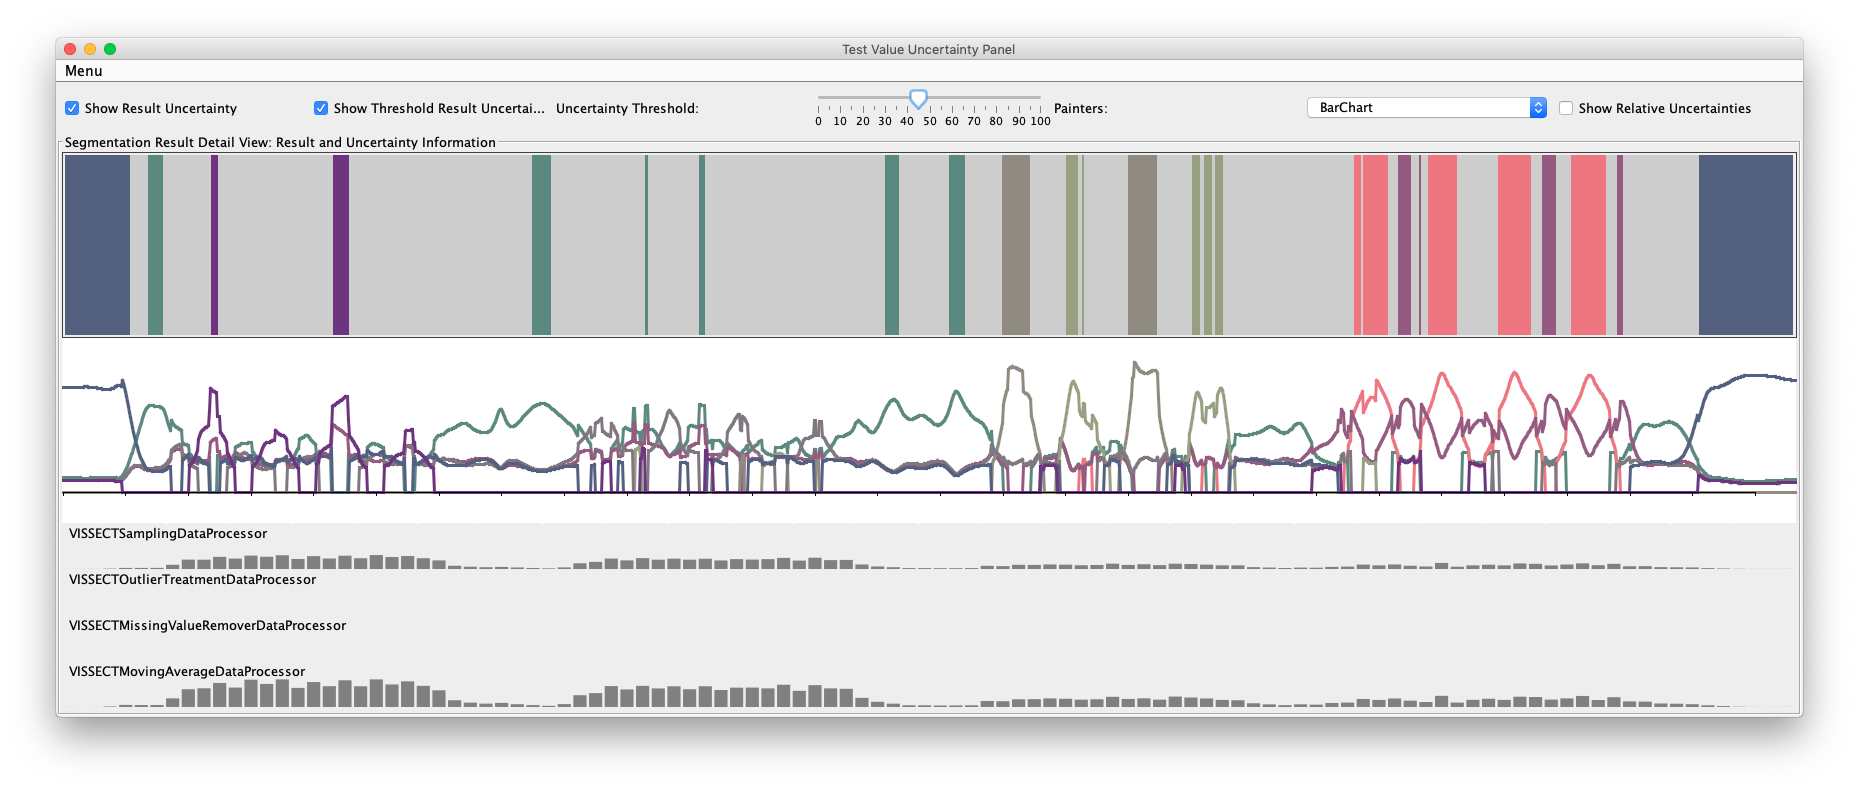 Test Value Uncertainty Panel
Menu
Show Result Uncertainty Show Threshold Result Uncertai... Uncertainty Threshold: Painters: BarChart Show Relative Uncertainties
0 10 20 30 40 50 60 70 80 90 100
Segmentation Result Detail View: Result and Uncertainty Information
VISSECTSamplingDataProcessor
VISSECTOutlierTreatmentDataProcessor
VISSECTMissingValueRemoverDataProcessor
VISSECTMovingAverageDataProcessor